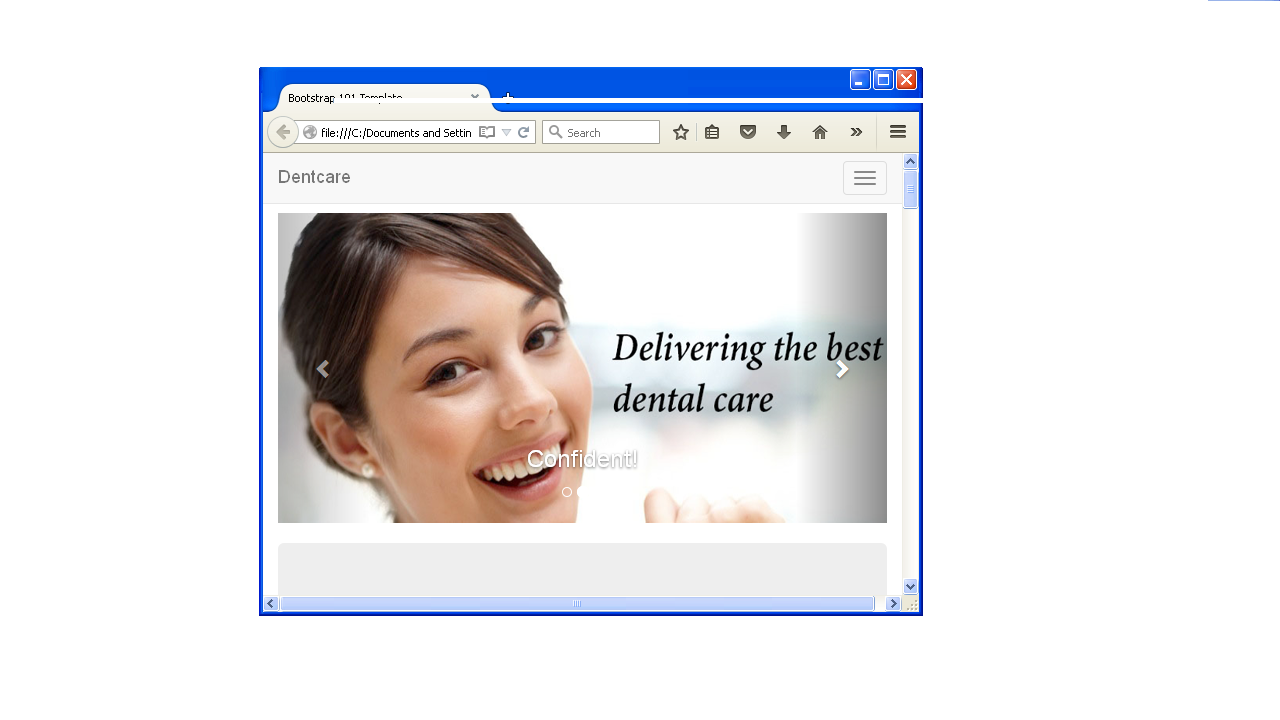 Bootstrap 101 Template
file:///C:/Documents and Settin
Search
Dentcare
Delivering the best
dental care
Confident!